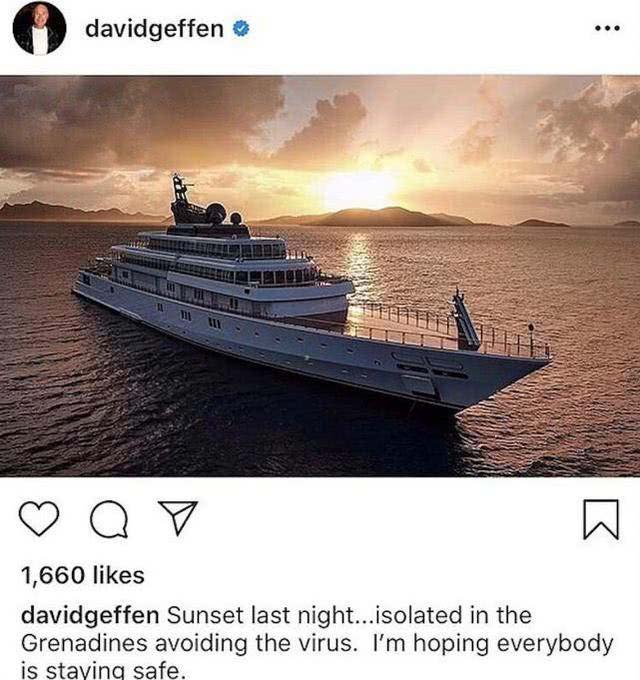 davidgeffen
1,660 likes
davidgeffen Sunset last night...isolated in the
Grenadines avoiding the virus.  I'm hoping everybody
is staying safe.